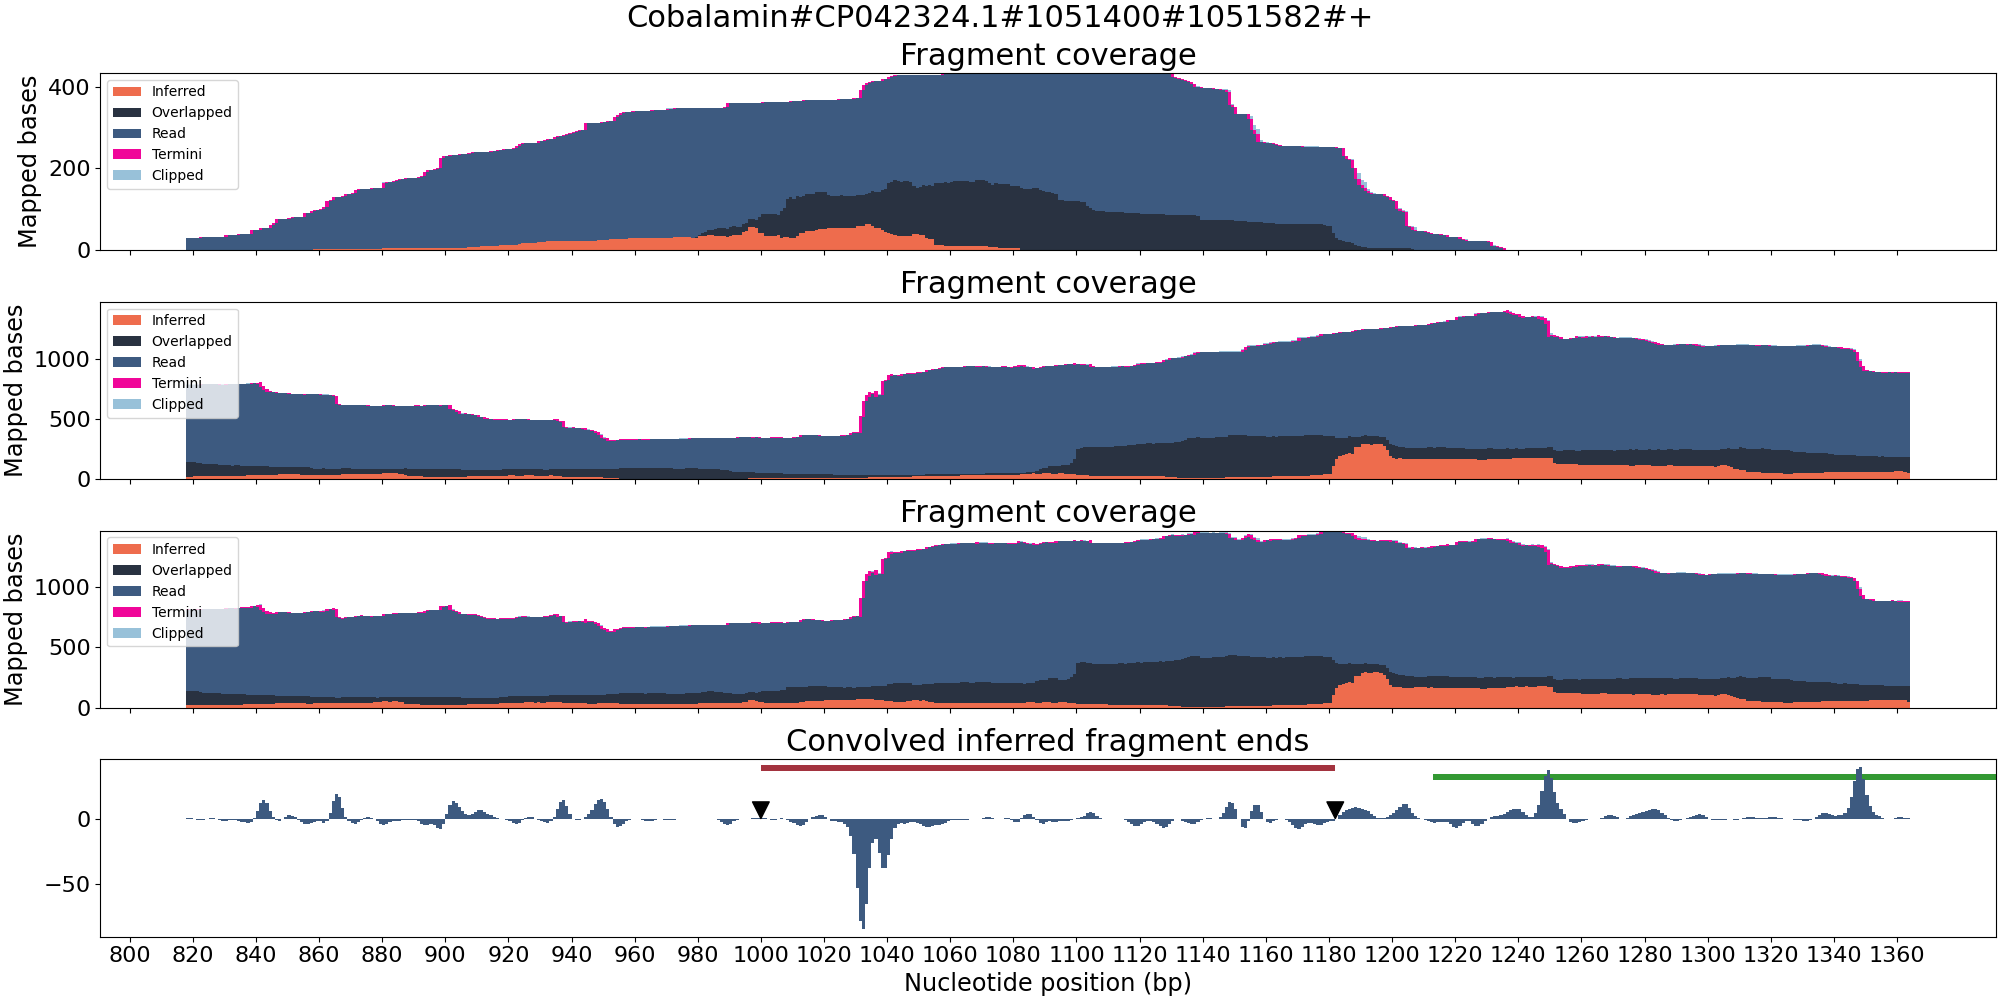 Cobalamin#CP042324.1#1051400#1051582#+
Fragment coverage
Mapped bases
400
200
0
Inferred
Overlapped
Read
Termini
Clipped
Fragment coverage
Mapped bases
1000
500
0
Inferred
Overlapped
Read
Termini
Clipped
Fragment coverage
Mapped bases
1000
500
0
Inferred
Overlapped
Read
Termini
Clipped
Convolved inferred fragment ends
0
−50
800 820 840 860 880 900 920 940 960 980 1000 1020 1040 1060 1080 1100 1120 1140 1160 1180 1200 1220 1240 1260 1280 1300 1320 1340 1360
Nucleotide position (bp)